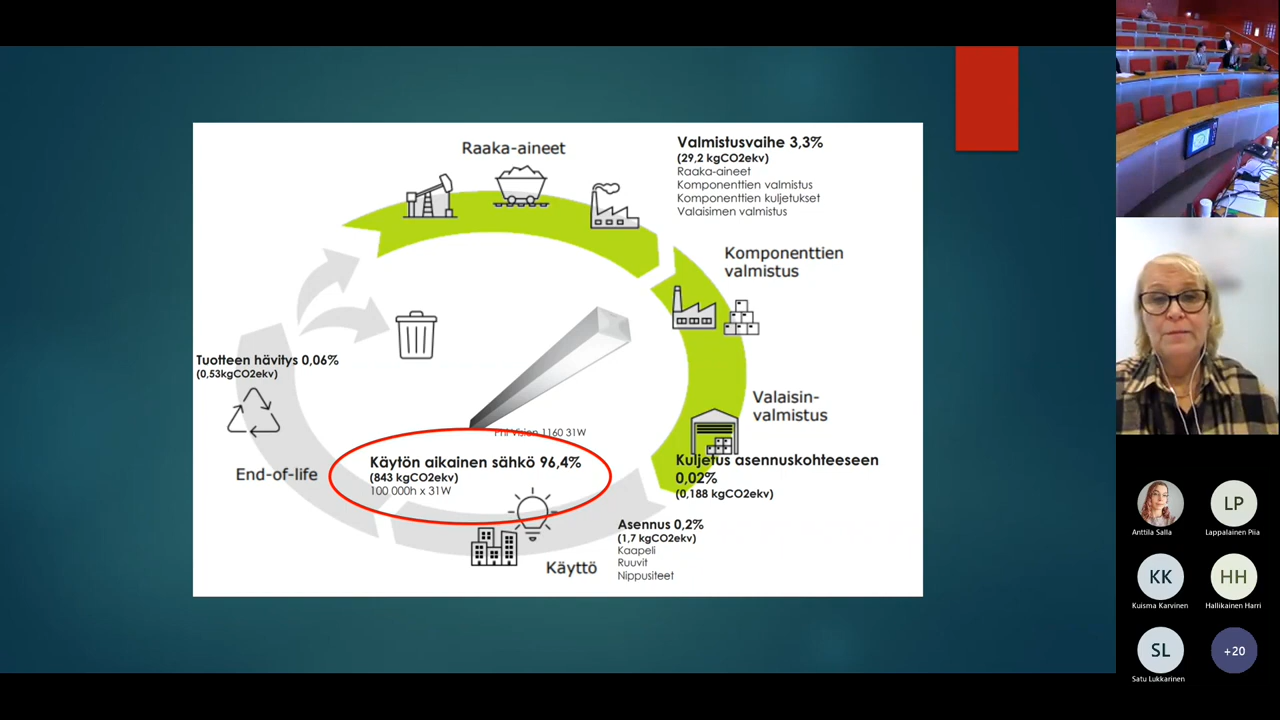 Raaka-aineet
Valmistusvaihe 3,3%
(29,2 kgCO2ekv)
Raaka-aineet
Komponenttien valmistus
Komponenttien kuljetukset
Valaisimen valmistus
Komponenttien
valmistus
Valaisin-
valmistus
Kuljetus asennuskohteeseen
0,02%
(0,188 kgCO2ekv)
Asennus 0,2%
(1,7 kgCO2ekv)
Kaapeli
Ruuvit
Nippusiteet
Käyttö
Vision 1160 31W
Käytön aikainen sähkö 96,4%
(843 kgCO2ekv)
100 000h x 31W
End-of-life
Tuotteen hävitys 0,06%
(0,53kgCO2ekv)
Anttila Salla
LP
Lappalainen Piia
KK
Kuisma Karvinen
HH
Hallikainen Harri
SL
Satu Lukkarinen
+20